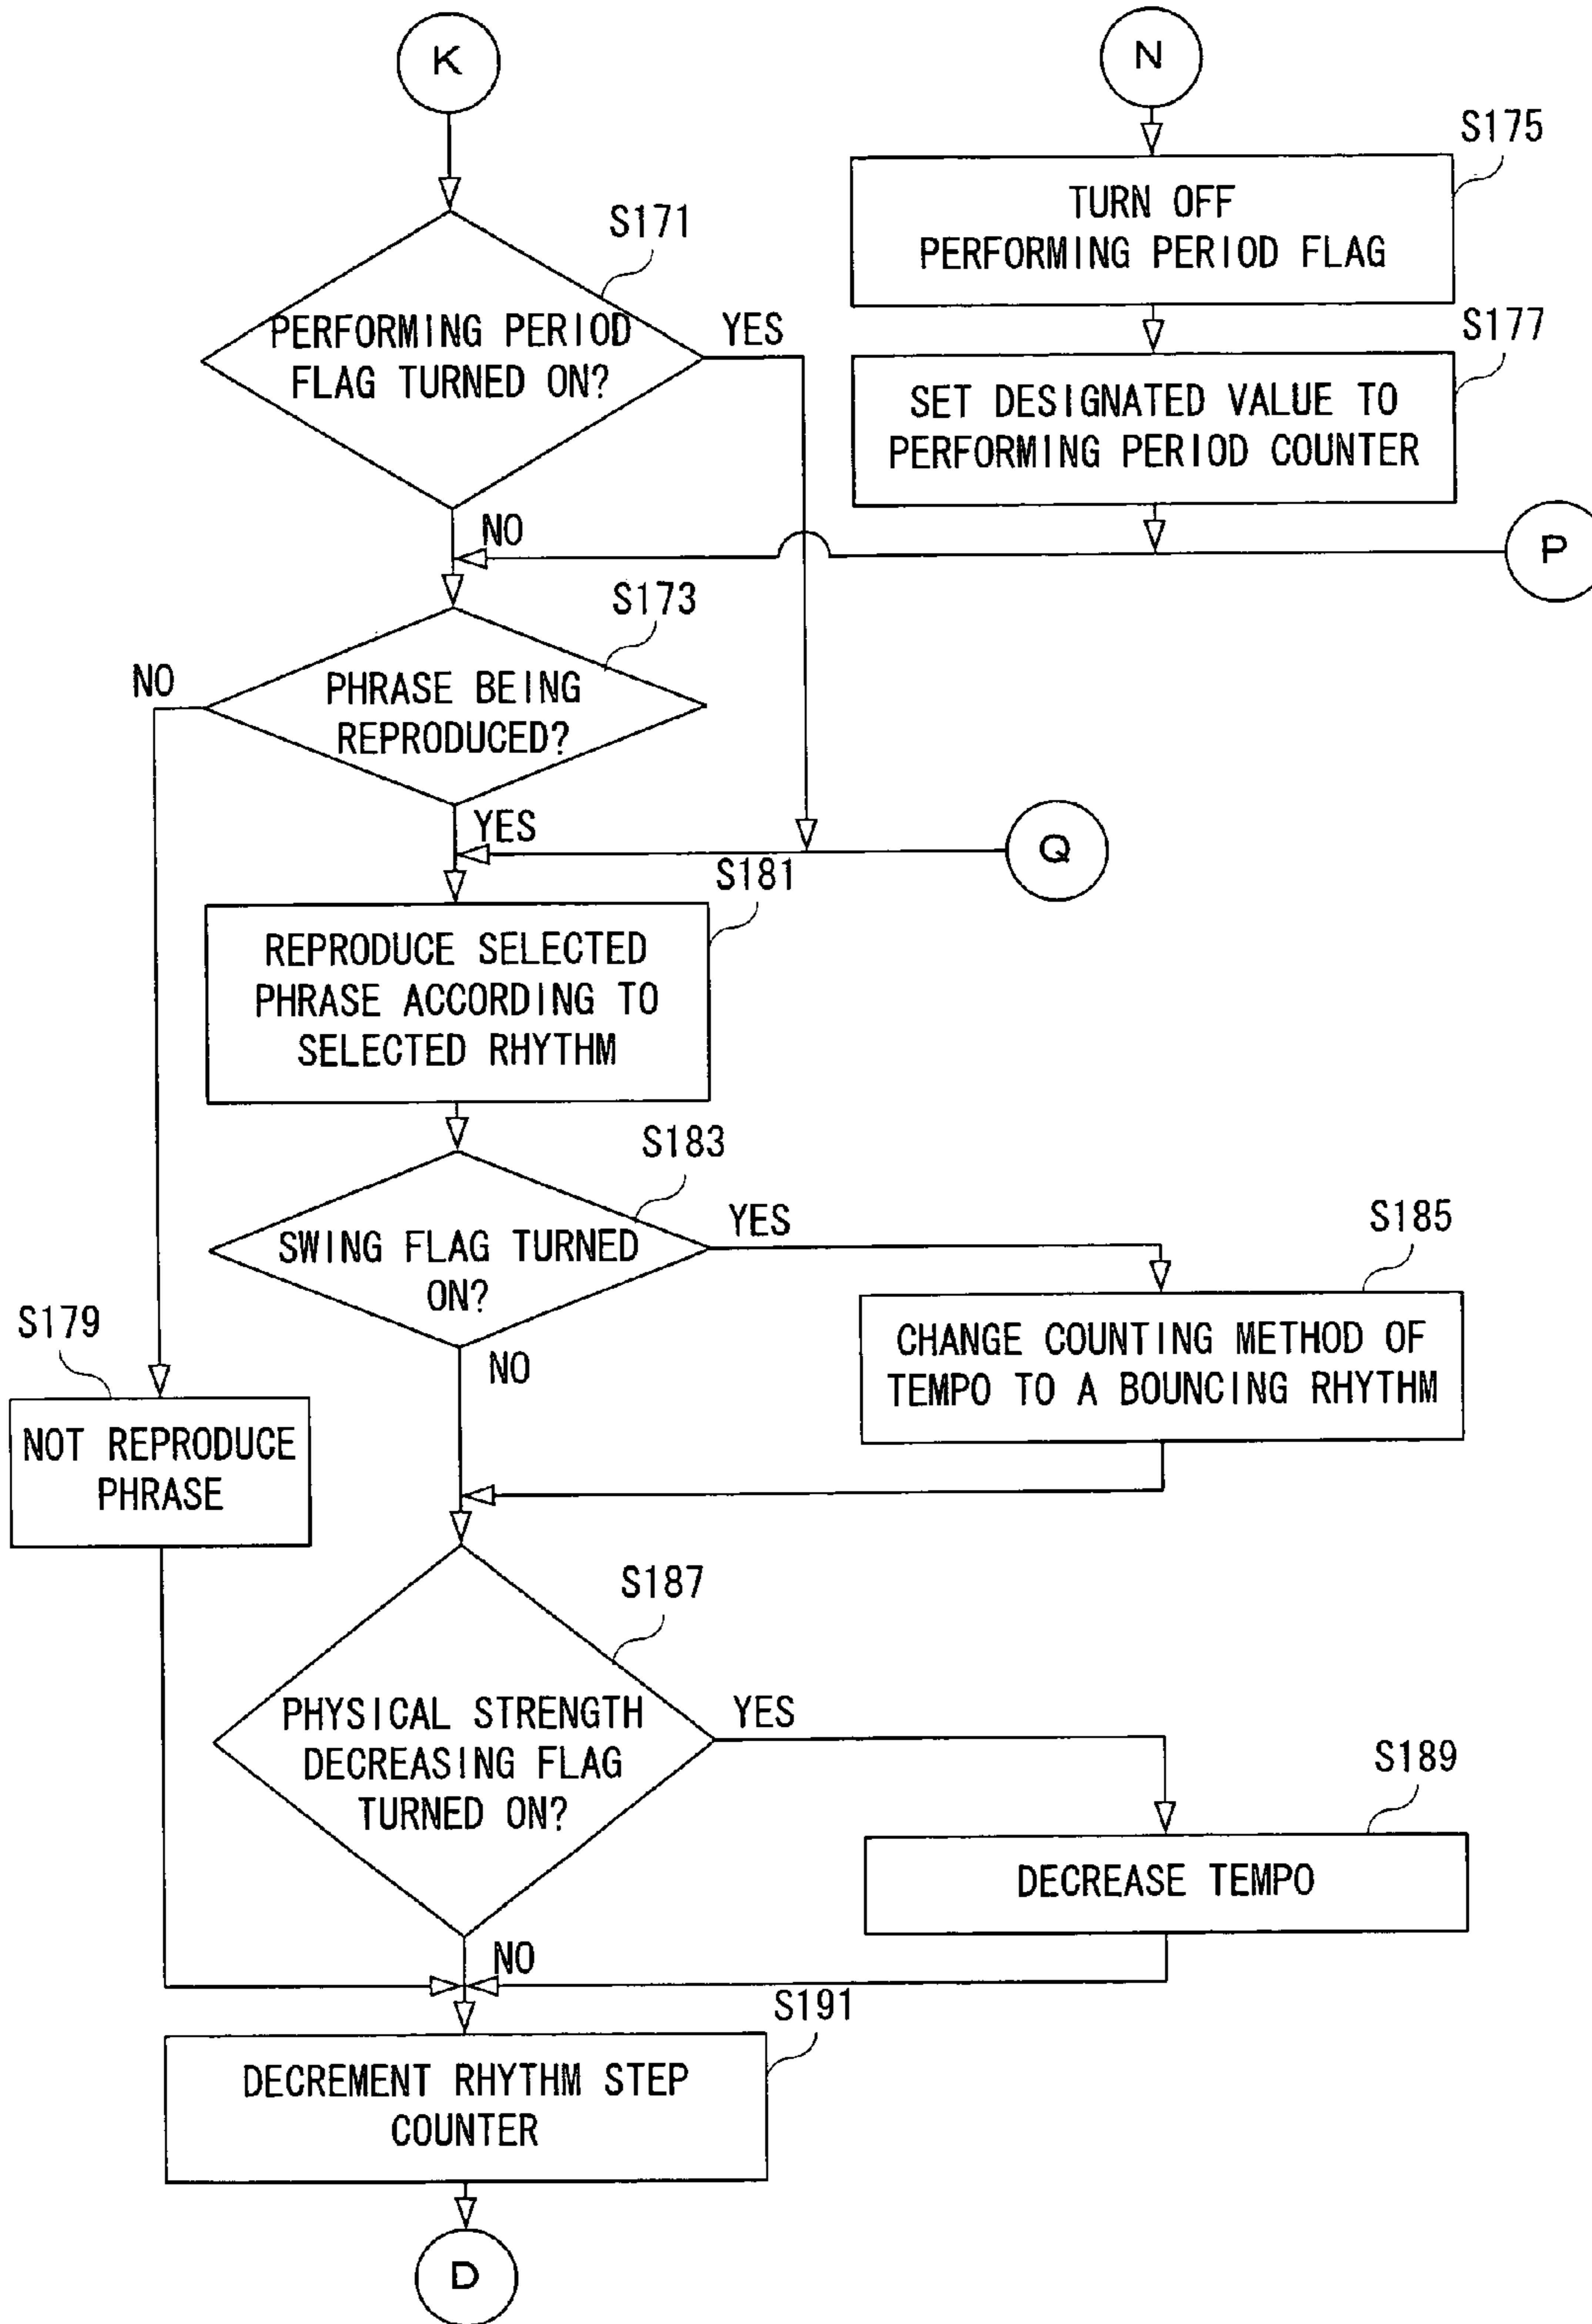 K
N
S175
TURN OFF
PERFORMING PERIOD FLAG
S171
PERFORMING PERIOD
FLAG TURNED ON?
YES
S177
SET DESIGNATED VALUE TO
PERFORMING PERIOD COUNTER
NO
P
S173
NO
PHRASE BEING
REPRODUCED?
YES
Q
S181
REPRODUCE SELECTED
PHRASE ACCORDING TO
SELECTED RHYTHM
S183
SWING FLAG TURNED
ON?
YES
S185
CHANGE COUNTING METHOD OF
TEMPO TO A BOUNCING RHYTHM
NO
S179
NOT REPRODUCE
PHRASE
S187
PHYSICAL STRENGTH
DECREASING FLAG
TURNED ON?
YES
S189
DECREASE TEMPO
NO
S191
DECREMENT RHYTHM STEP
COUNTER
D